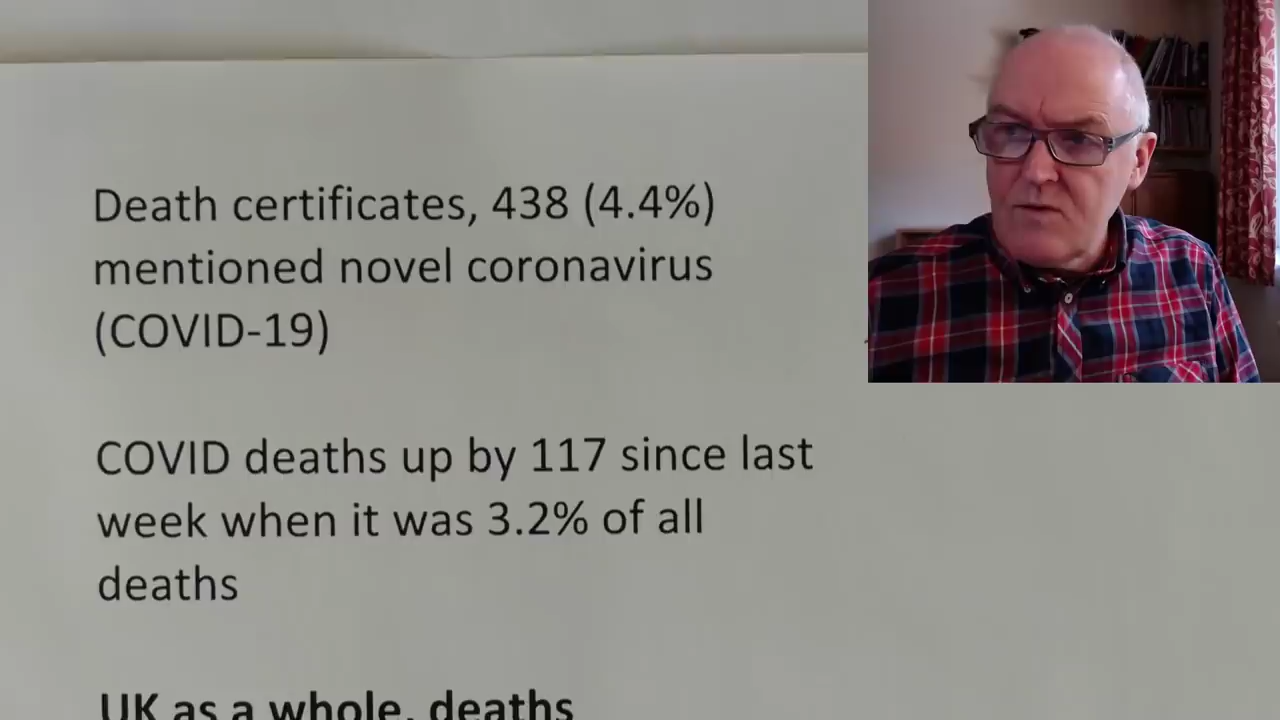 Death certificates, 438 (4.4%)
mentioned novel coronavirus
(COVID-19)
COVID deaths up by 117 since last
week when it was 3.2% of all
deaths
UK as a whole, deaths